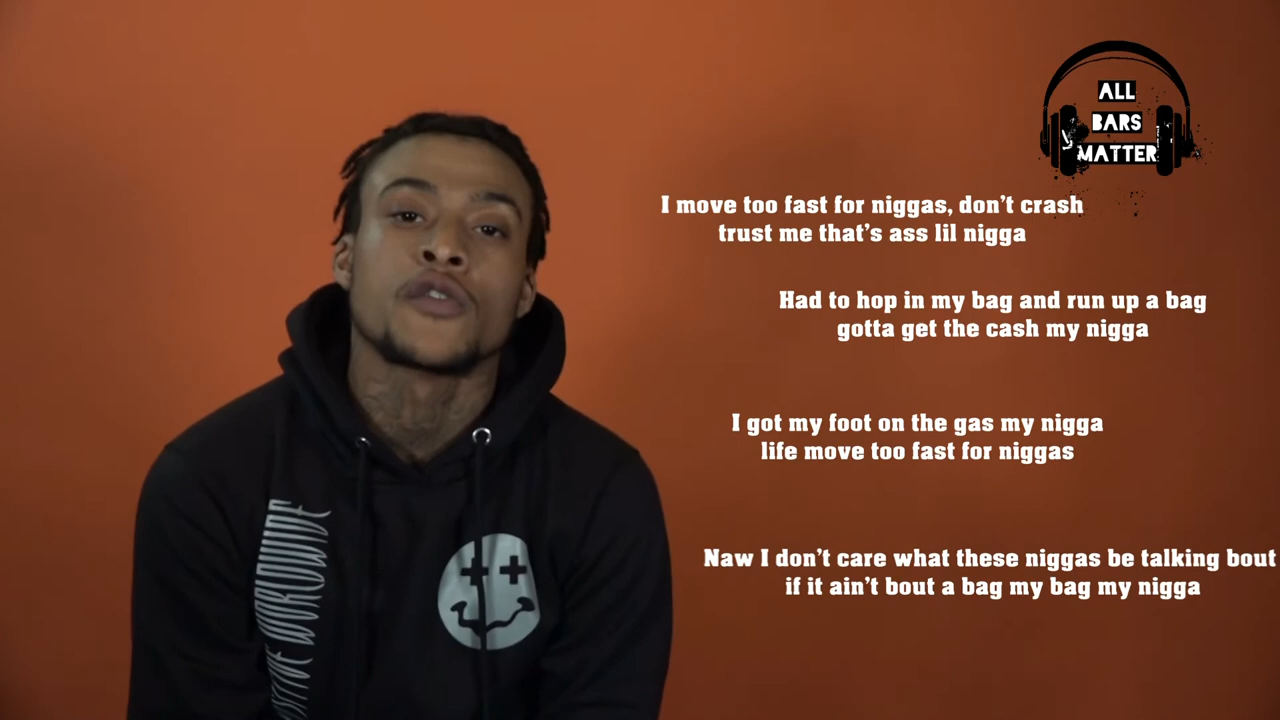 ALL
BARS
MATTER
I move too fast for niggas, don't crash
trust me that's ass lil nigga
Had to hop in my bag and run up a bag
gotta get the cash my nigga
I got my foot on the gas my nigga
life move too fast for niggas
Naw I don't care what these niggas be talking bout
if it ain't bout a bag my bag my nigga
WORLDWIDE